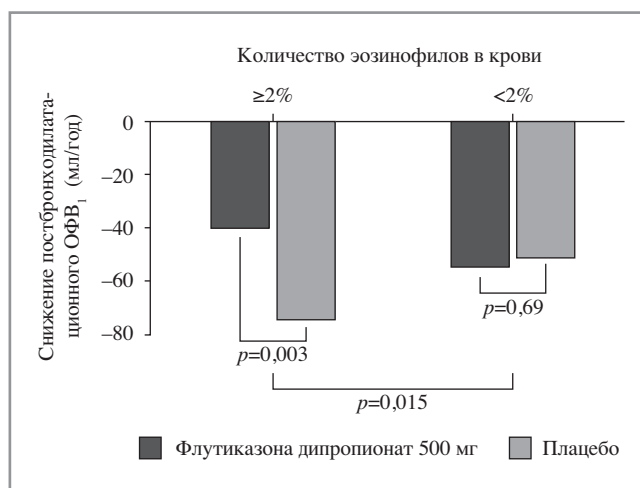 Количество эозинофилов в крови
≥2%
<2%
Снижение постбронходилата-
ционного ОФВ₁ (мл/год)
0
–20
–40
–60
–80
p=0,003
p=0,69
p=0,015
Флутиказона дипропионат 500 мг
Плацебо